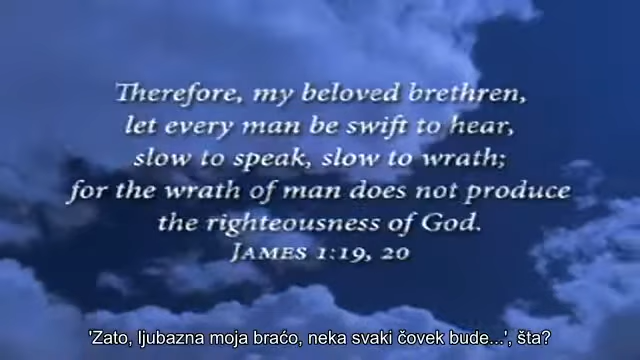 Therefore, my beloved brethren,
let every man be swift to hear,
slow to speak, slow to wrath;
for the wrath of man does not produce
the righteousness of God.
JAMES 1:19, 20
'Zato, ljubazna moja braćo, neka svaki čovek bude...', šta?